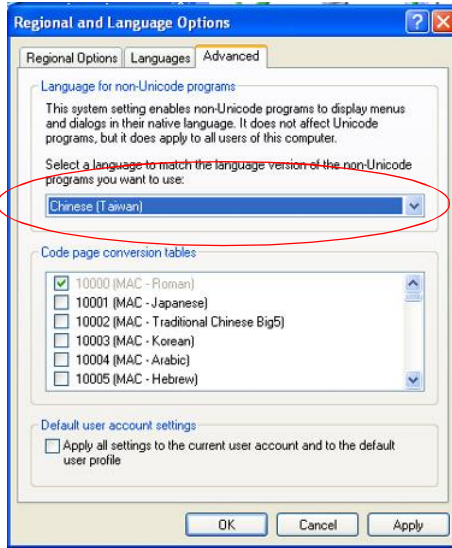 Regional and Language Options
Regional Options Languages Advanced
Language for non-Unicode programs
This system setting enables non-Unicode programs to display menus
and dialogs in their native language. It does not affect Unicode
programs, but it does apply to all users of this computer.
Select a language to match the language version of the non-Unicode
programs you want to use:
Chinese (Taiwan)
Code page conversion tables
10000 (MAC - Roman)
10001 (MAC - Japanese)
10002 (MAC - Traditional Chinese Big5)
10003 (MAC - Korean)
10004 (MAC - Arabic)
10005 (MAC - Hebrew)
Default user account settings
Apply all settings to the current user account and to the default
user profile
OK Cancel Apply